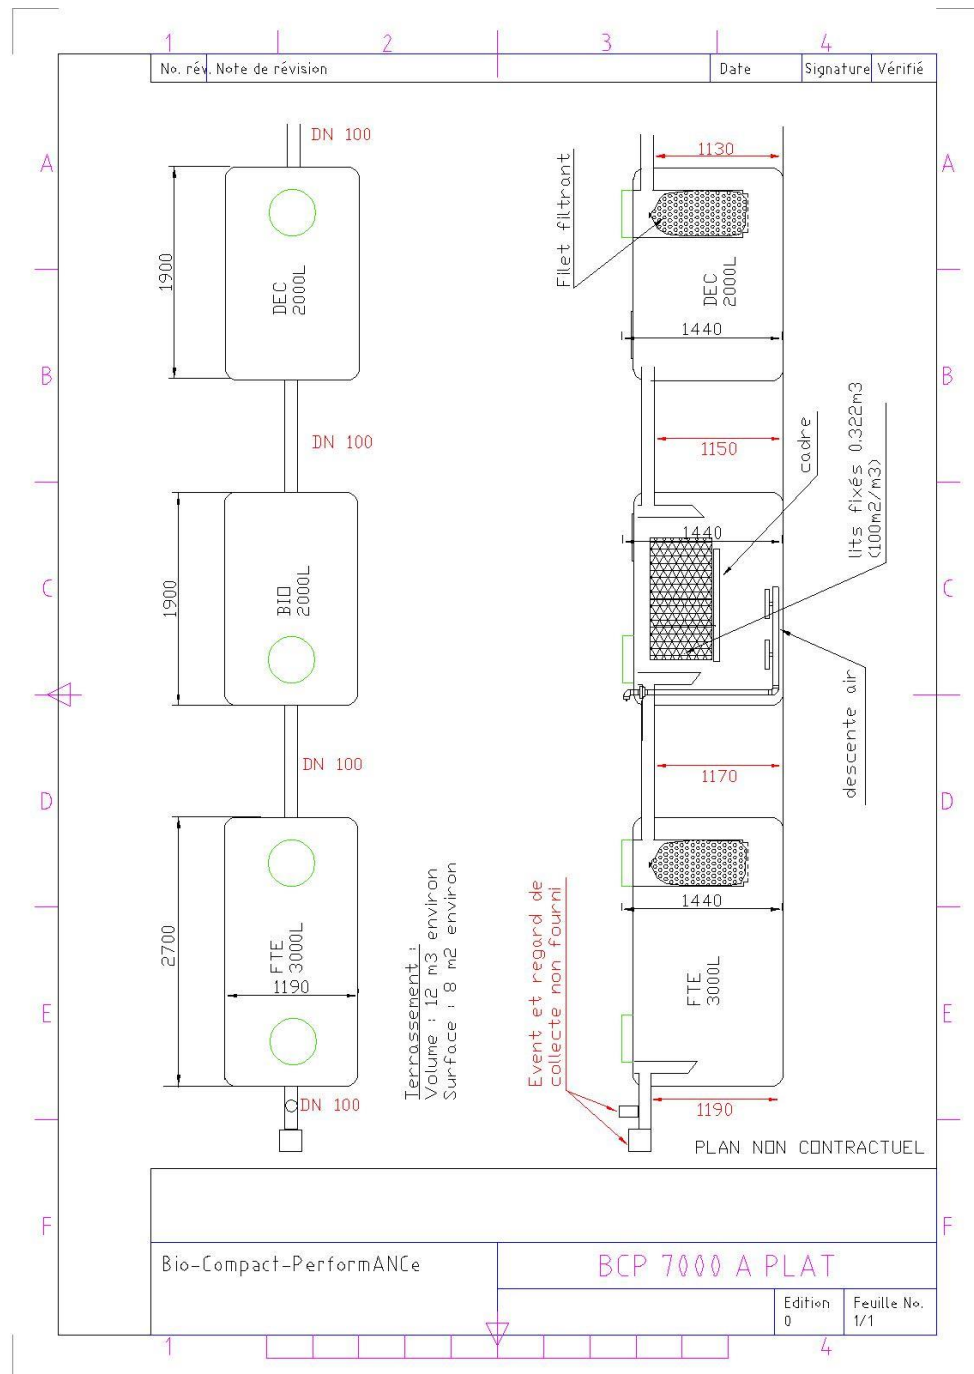 1 2 3 4
No. rév. Note de révision Date Signature Vérifié
A A
B B
C C
D D
E E
F F
DN 100
1900
DEC
2000L
DN 100
1900
BIO
2000L
DN 100
2700
FTE
3000L
1190
DN 100
Terrassement :
Volume : 12 m3 environ
Surface : 8 m2 environ
Filet filtrant
1130
DEC
2000L
1440
1150
cadre
lits fixés 0.322m3
(100m2/m3)
1440
descente air
1170
1440
FTE
3000L
Event et regard de
collecte non fourni
1190
PLAN NON CONTRACTUEL
Bio-Compact-PerformANCe
BCP 7000 A PLAT
Edition
0
Feuille No.
1/1
1 4